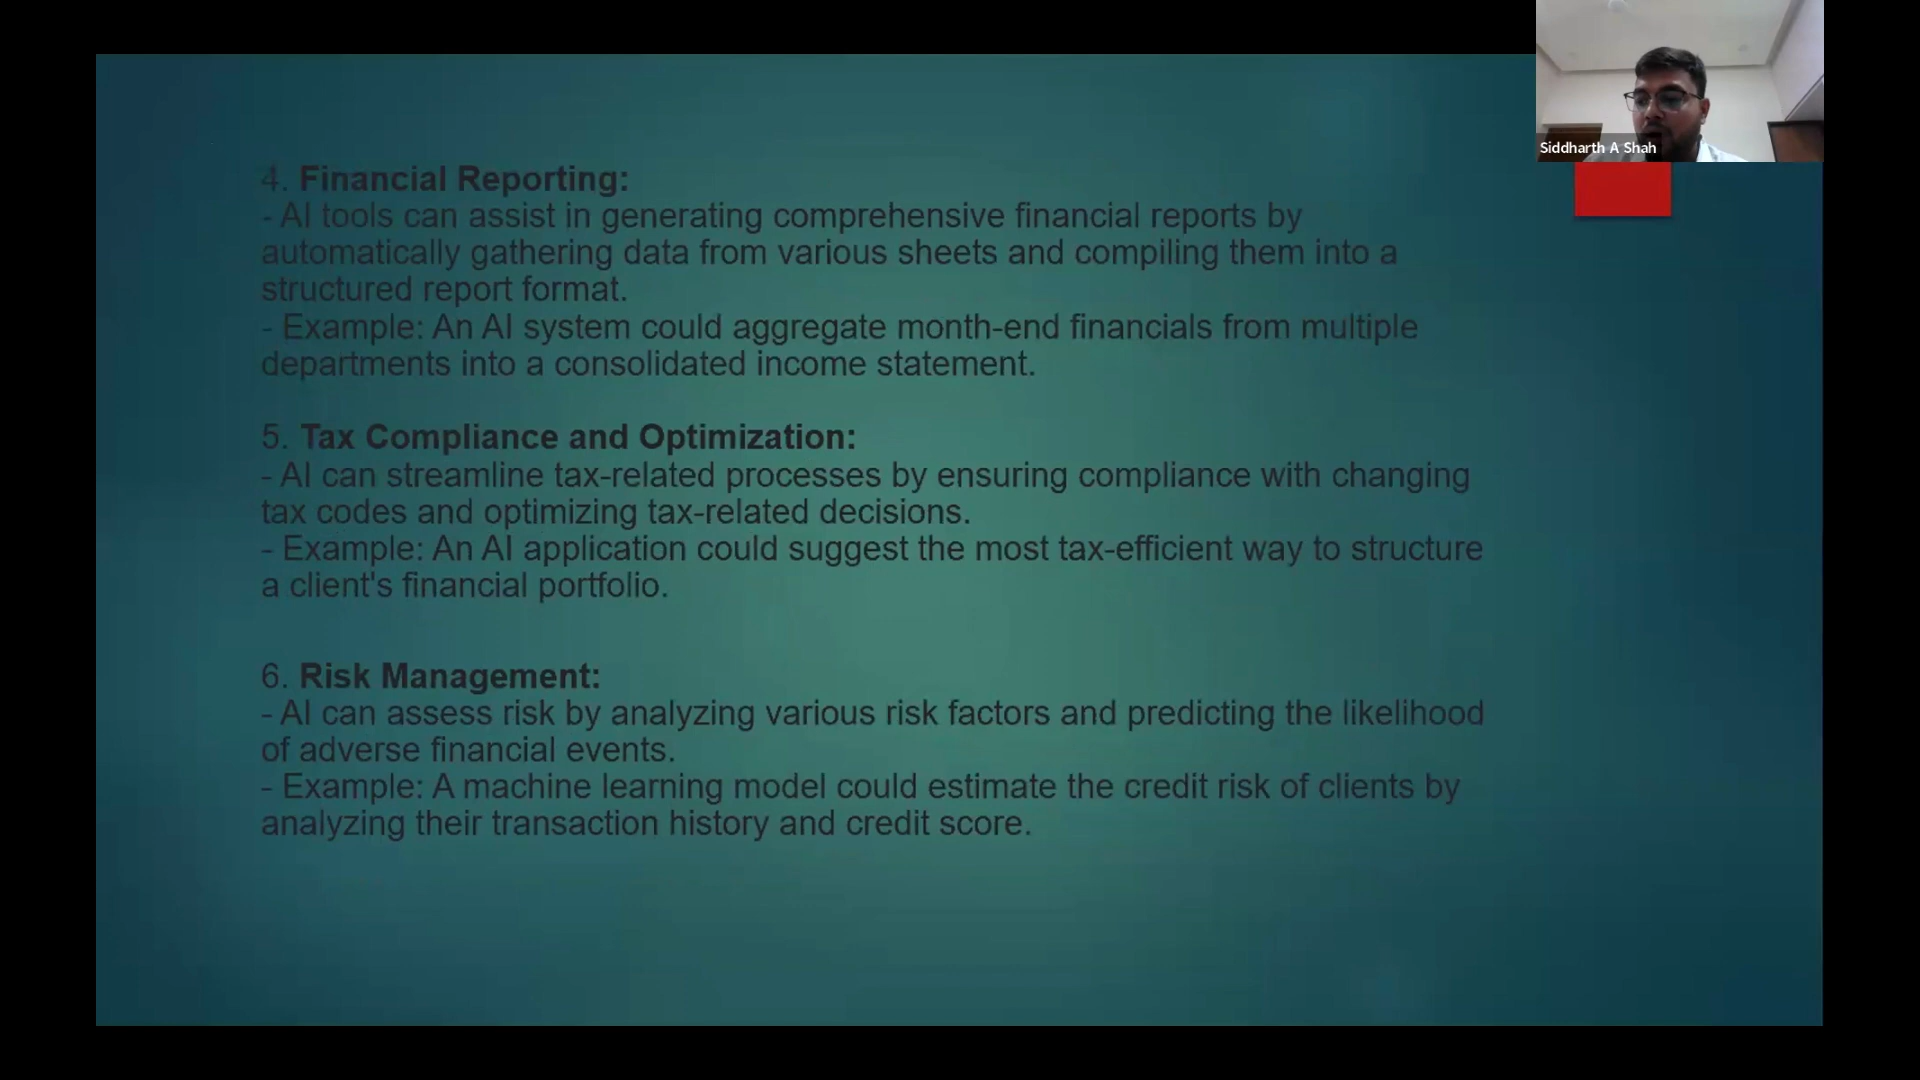 Siddharth A Shah
4. Financial Reporting:
- AI tools can assist in generating comprehensive financial reports by
automatically gathering data from various sheets and compiling them into a
structured report format.
- Example: An AI system could aggregate month-end financials from multiple
departments into a consolidated income statement.
5. Tax Compliance and Optimization:
- AI can streamline tax-related processes by ensuring compliance with changing
tax codes and optimizing tax-related decisions.
- Example: An AI application could suggest the most tax-efficient way to structure
a client's financial portfolio.
6. Risk Management:
- AI can assess risk by analyzing various risk factors and predicting the likelihood
of adverse financial events.
- Example: A machine learning model could estimate the credit risk of clients by
analyzing their transaction history and credit score.